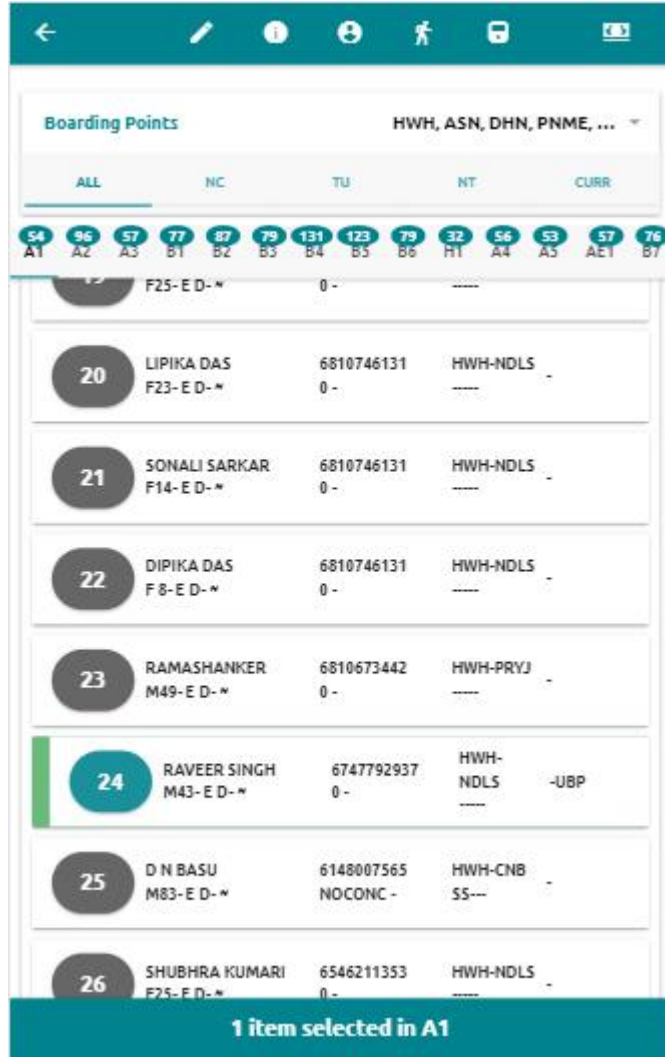 Boarding Points HWH, ASN, DHN, PNME, ...
ALL NC TU NT CURR
54 96 57 77 87 79 131 123 79 32 56 53 57 76
A1 A2 A3 B1 B2 B3 B4 B5 B6 H1 A4 A5 AE1 B7
F25- E D- ~ 0 - -----
20 LIPIKA DAS 6810746131 HWH-NDLS -
F23- E D- ~ 0 - -----
21 SONALI SARKAR 6810746131 HWH-NDLS -
F14- E D- ~ 0 - -----
22 DIPIKA DAS 6810746131 HWH-NDLS -
F 8- E D- ~ 0 - -----
23 RAMASHANKER 6810673442 HWH-PRYJ -
M49- E D- ~ 0 - -----
24 RAVEER SINGH 6747792937 HWH-
NDLS -UBP
M43- E D- ~ 0 - -----
25 D N BASU 6148007565 HWH-CNB -
M83- E D- ~ NOCONC - SS---
26 SHUBHRA KUMARI 6546211353 HWH-NDLS -
F25- E D- ~ 0 - -----
1 item selected in A1